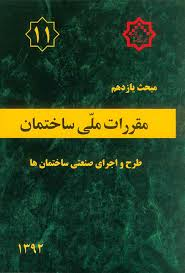 ۱۱
مبحث یازدهم
مقررات ملّی ساختمان
طرح و اجرای صنعتی ساختمان ها
۱۳۹۲